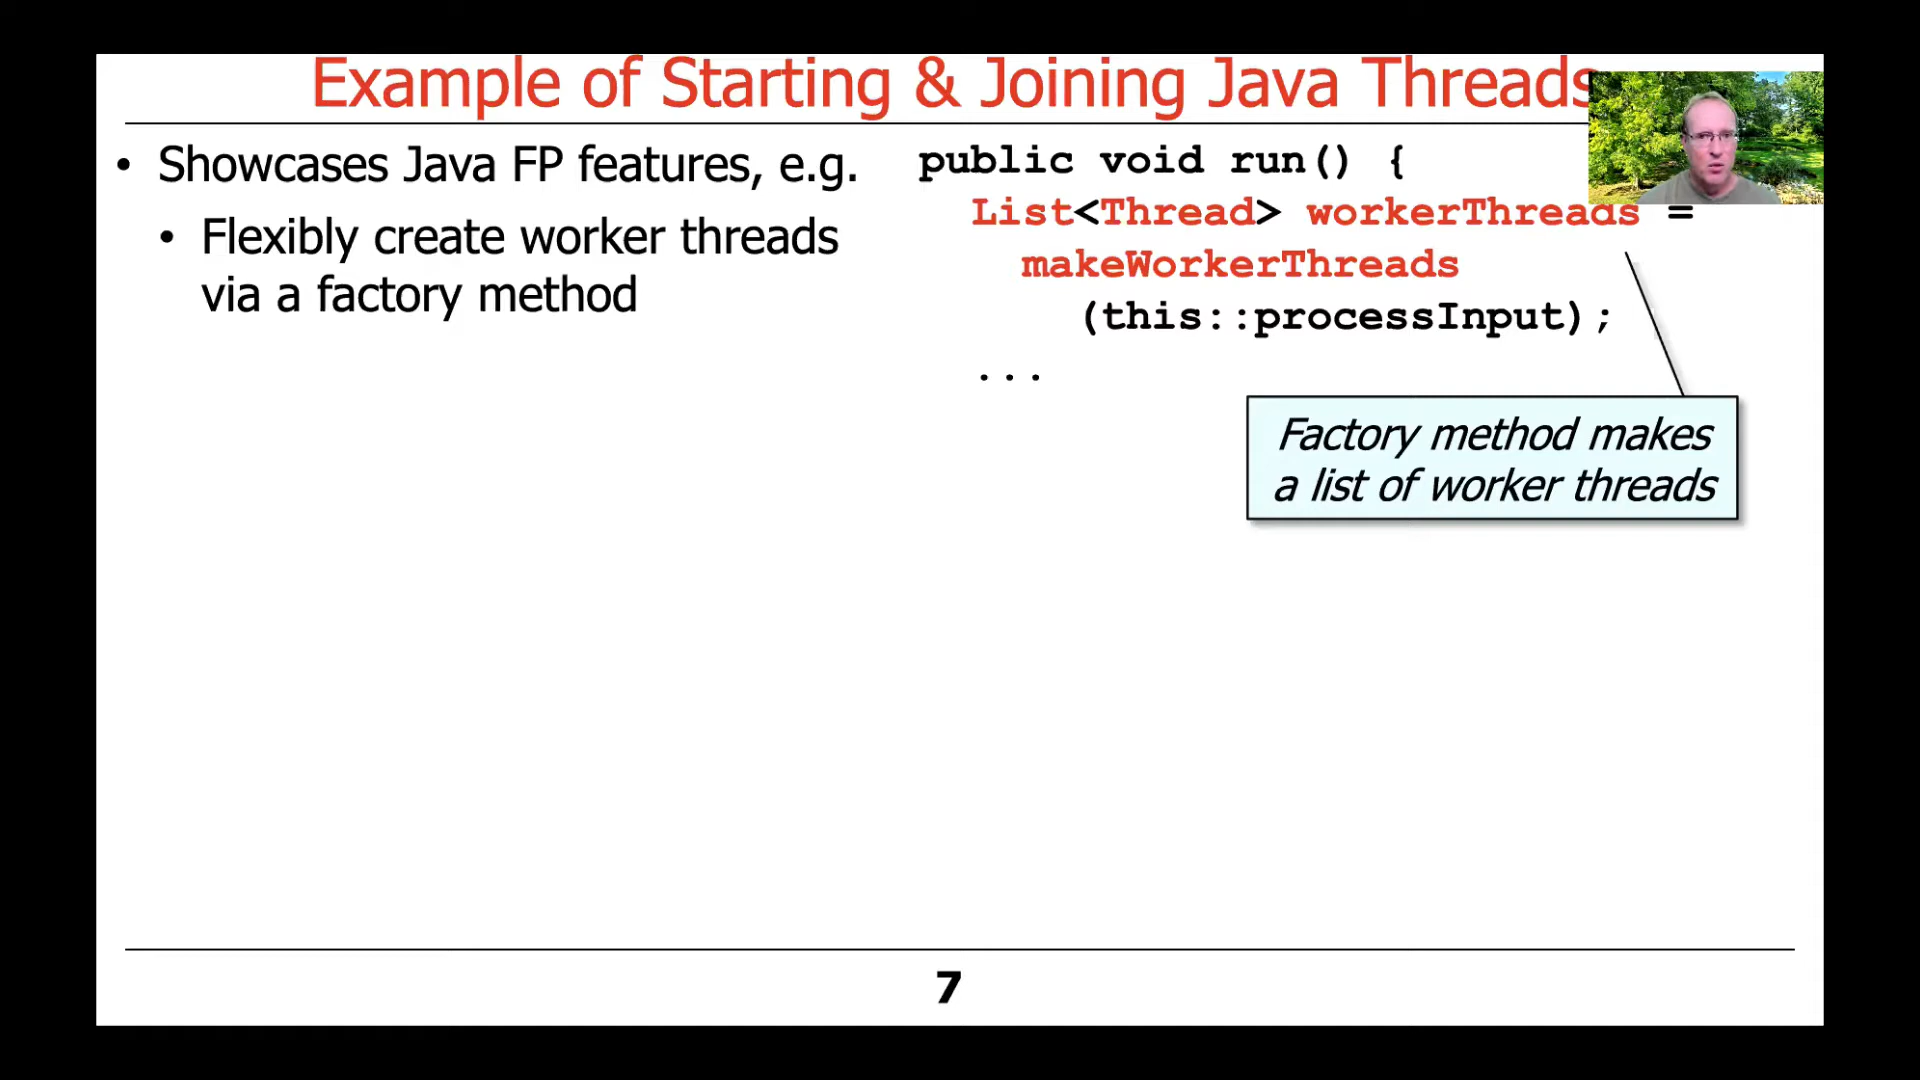 Example of Starting & Joining Java Threads
• Showcases Java FP features, e.g.
• Flexibly create worker threads
via a factory method
public void run() {
List<Thread> workerThreads =
makeWorkerThreads
(this::processInput);
...
Factory method makes
a list of worker threads
7